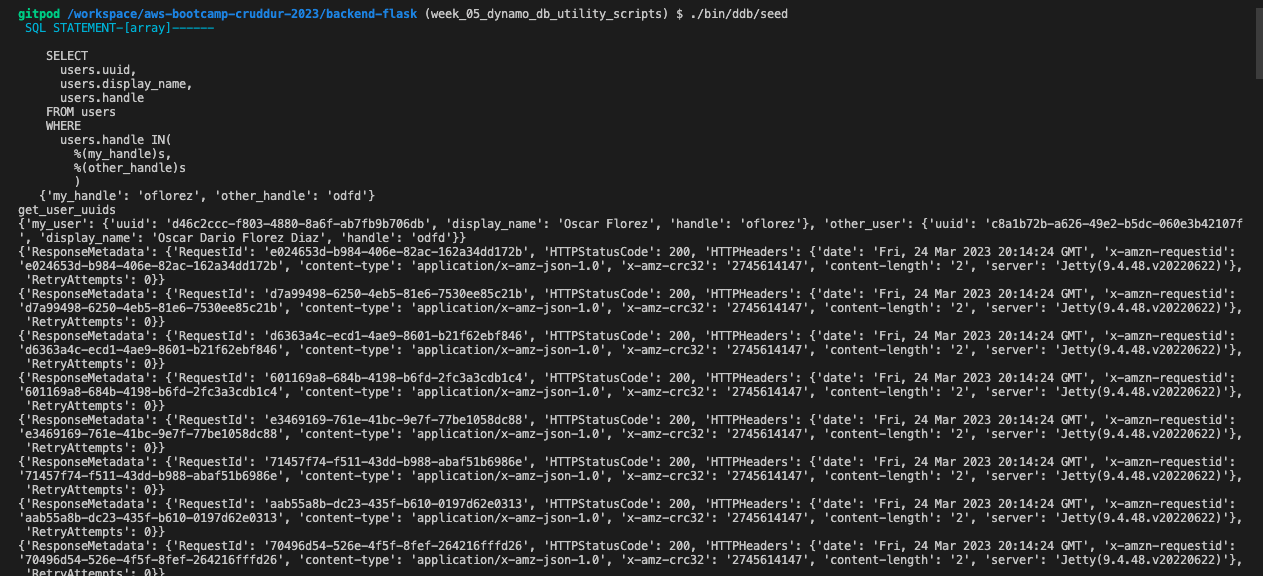 gitpod /workspace/aws-bootcamp-cruddur-2023/backend-flask (week_05_dynamo_db_utility_scripts) $ ./bin/ddb/seed
SQL STATEMENT-[array]------
SELECT
users.uuid,
users.display_name,
users.handle
FROM users
WHERE
users.handle IN(
%(my_handle)s,
%(other_handle)s
)
{'my_handle': 'oflorez', 'other_handle': 'odfd'}
get_user_uuids
{'my_user': {'uuid': 'd46c2ccc-f803-4880-8a6f-ab7fb9b706db', 'display_name': 'Oscar Florez', 'handle': 'oflorez'}, 'other_user': {'uuid': 'c8a1b72b-a626-49e2-b5dc-060e3b42107f
', 'display_name': 'Oscar Dario Florez Diaz', 'handle': 'odfd'}}
{'ResponseMetadata': {'RequestId': 'e024653d-b984-406e-82ac-162a34dd172b', 'HTTPStatusCode': 200, 'HTTPHeaders': {'date': 'Fri, 24 Mar 2023 20:14:24 GMT', 'x-amzn-requestid':
'e024653d-b984-406e-82ac-162a34dd172b', 'content-type': 'application/x-amz-json-1.0', 'x-amz-crc32': '2745614147', 'content-length': '2', 'server': 'Jetty(9.4.48.v20220622)'},
'RetryAttempts': 0}}
{'ResponseMetadata': {'RequestId': 'd7a99498-6250-4eb5-81e6-7530ee85c21b', 'HTTPStatusCode': 200, 'HTTPHeaders': {'date': 'Fri, 24 Mar 2023 20:14:24 GMT', 'x-amzn-requestid':
'd7a99498-6250-4eb5-81e6-7530ee85c21b', 'content-type': 'application/x-amz-json-1.0', 'x-amz-crc32': '2745614147', 'content-length': '2', 'server': 'Jetty(9.4.48.v20220622)'},
'RetryAttempts': 0}}
{'ResponseMetadata': {'RequestId': 'd6363a4c-ecd1-4ae9-8601-b21f62ebf846', 'HTTPStatusCode': 200, 'HTTPHeaders': {'date': 'Fri, 24 Mar 2023 20:14:24 GMT', 'x-amzn-requestid':
'd6363a4c-ecd1-4ae9-8601-b21f62ebf846', 'content-type': 'application/x-amz-json-1.0', 'x-amz-crc32': '2745614147', 'content-length': '2', 'server': 'Jetty(9.4.48.v20220622)'},
'RetryAttempts': 0}}
{'ResponseMetadata': {'RequestId': '601169a8-684b-4198-b6fd-2fc3a3cdb1c4', 'HTTPStatusCode': 200, 'HTTPHeaders': {'date': 'Fri, 24 Mar 2023 20:14:24 GMT', 'x-amzn-requestid':
'601169a8-684b-4198-b6fd-2fc3a3cdb1c4', 'content-type': 'application/x-amz-json-1.0', 'x-amz-crc32': '2745614147', 'content-length': '2', 'server': 'Jetty(9.4.48.v20220622)'},
'RetryAttempts': 0}}
{'ResponseMetadata': {'RequestId': 'e3469169-761e-41bc-9e7f-77be1058dc88', 'HTTPStatusCode': 200, 'HTTPHeaders': {'date': 'Fri, 24 Mar 2023 20:14:24 GMT', 'x-amzn-requestid':
'e3469169-761e-41bc-9e7f-77be1058dc88', 'content-type': 'application/x-amz-json-1.0', 'x-amz-crc32': '2745614147', 'content-length': '2', 'server': 'Jetty(9.4.48.v20220622)'},
'RetryAttempts': 0}}
{'ResponseMetadata': {'RequestId': '71457f74-f511-43dd-b988-abaf51b6986e', 'HTTPStatusCode': 200, 'HTTPHeaders': {'date': 'Fri, 24 Mar 2023 20:14:24 GMT', 'x-amzn-requestid':
'71457f74-f511-43dd-b988-abaf51b6986e', 'content-type': 'application/x-amz-json-1.0', 'x-amz-crc32': '2745614147', 'content-length': '2', 'server': 'Jetty(9.4.48.v20220622)'},
'RetryAttempts': 0}}
{'ResponseMetadata': {'RequestId': 'aab55a8b-dc23-435f-b610-0197d62e0313', 'HTTPStatusCode': 200, 'HTTPHeaders': {'date': 'Fri, 24 Mar 2023 20:14:24 GMT', 'x-amzn-requestid':
'aab55a8b-dc23-435f-b610-0197d62e0313', 'content-type': 'application/x-amz-json-1.0', 'x-amz-crc32': '2745614147', 'content-length': '2', 'server': 'Jetty(9.4.48.v20220622)'},
'RetryAttempts': 0}}
{'ResponseMetadata': {'RequestId': '70496d54-526e-4f5f-8fef-264216fffd26', 'HTTPStatusCode': 200, 'HTTPHeaders': {'date': 'Fri, 24 Mar 2023 20:14:24 GMT', 'x-amzn-requestid':
'70496d54-526e-4f5f-8fef-264216fffd26', 'content-type': 'application/x-amz-json-1.0', 'x-amz-crc32': '2745614147', 'content-length': '2', 'server': 'Jetty(9.4.48.v20220622)'},
'RetryAttempts': 0}}